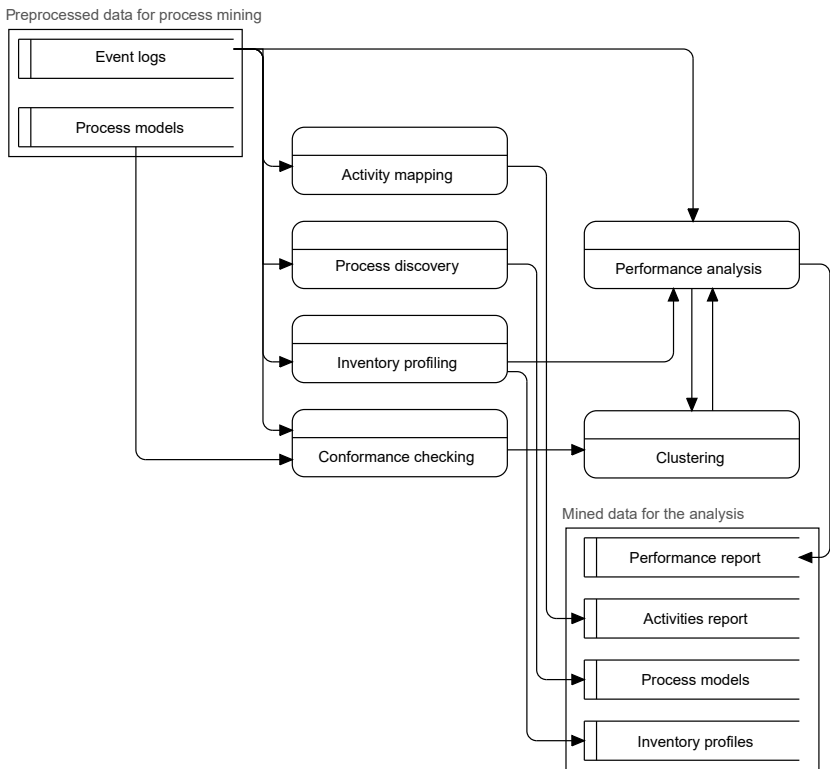 Preprocessed data for process mining
Event logs
Process models
Activity mapping
Process discovery
Performance analysis
Inventory profiling
Conformance checking
Clustering
Mined data for the analysis
Performance report
Activities report
Process models
Inventory profiles